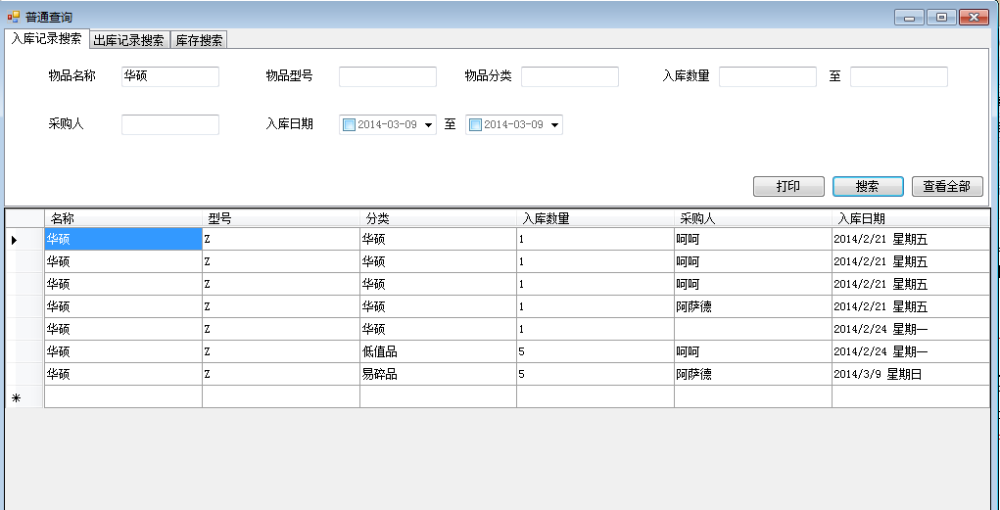 普通查询
入库记录搜索 出库记录搜索 库存搜索
物品名称 华硕 物品型号 物品分类 入库数量 至
采购人 入库日期 2014-03-09 至 2014-03-09
打印 搜索 查看全部
名称 型号 分类 入库数量 采购人 入库日期
华硕 Z 华硕 1 呵呵 2014/2/21 星期五
华硕 Z 华硕 1 呵呵 2014/2/21 星期五
华硕 Z 华硕 1 呵呵 2014/2/21 星期五
华硕 Z 华硕 1 阿萨德 2014/2/21 星期五
华硕 Z 华硕 1 2014/2/24 星期一
华硕 Z 低值品 5 呵呵 2014/2/24 星期一
华硕 Z 易碎品 5 阿萨德 2014/3/9 星期日